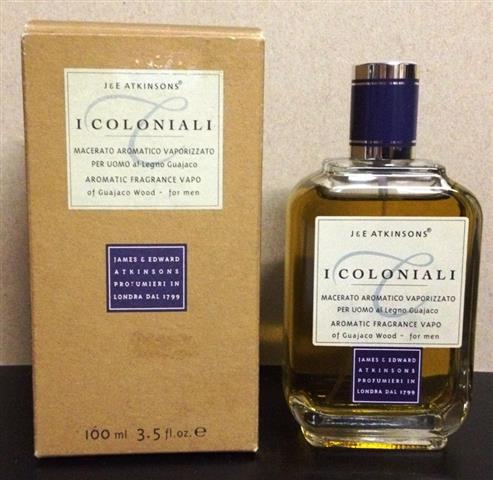 J&E ATKINSONS®
I COLONIALI
MACERATO AROMATICO VAPORIZZATO
PER UOMO al Legno Guajaco
AROMATIC FRAGRANCE VAPO
of Guajaco Wood - for men
JAMES & EDWARD
ATKINSONS
PROFUMIERI IN
LONDRA DAL 1799
100 ml 3.5 fl.oz. e
J&E ATKINSONS®
I COLONIALI
MACERATO AROMATICO VAPORIZZATO
PER UOMO al Legno Guajaco
AROMATIC FRAGRANCE VAPO
of Guajaco Wood - for men
JAMES & EDWARD
ATKINSONS
PROFUMIERI IN
LONDRA DAL 1799